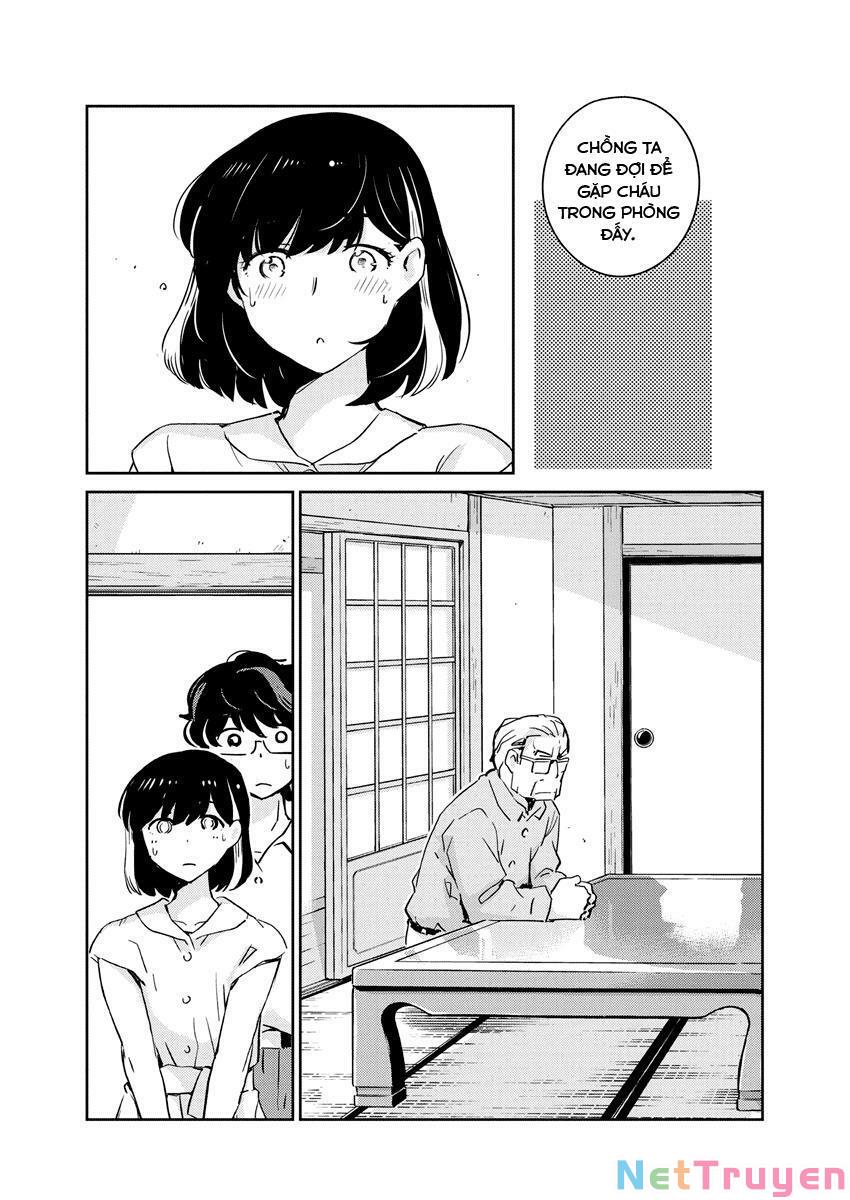 CHỒNG TA
ĐANG ĐỢI ĐỂ
GẶP CHÁU
TRONG PHÒNG
ĐẤY.
NetTruyen